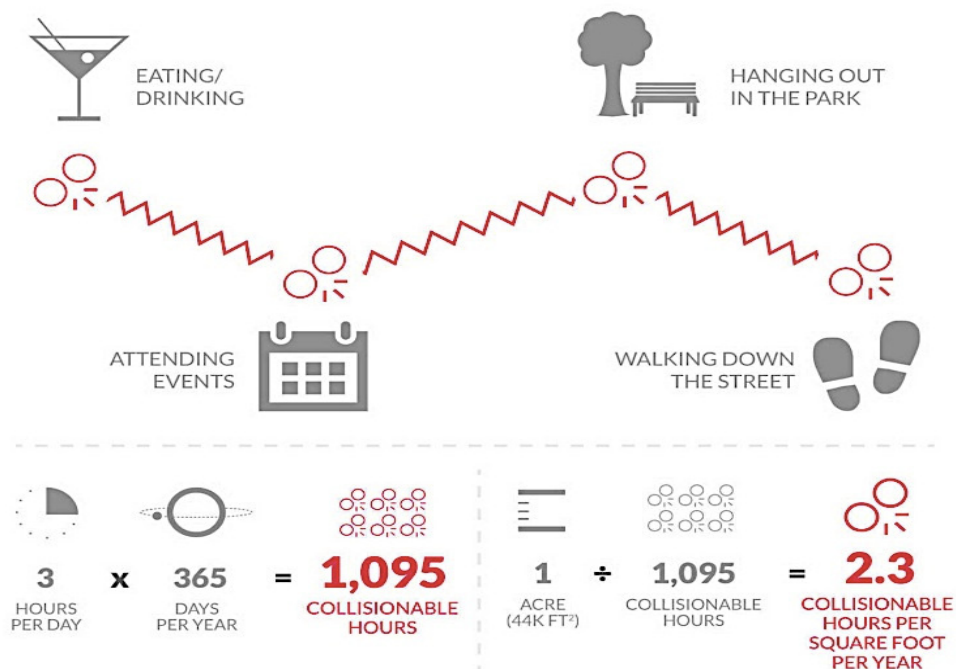 EATING/
DRINKING
HANGING OUT
IN THE PARK
ATTENDING
EVENTS
WALKING DOWN
THE STREET
3 x 365 = 1,095
HOURS
PER DAY
DAYS
PER YEAR
COLLISIONABLE
HOURS
1 ÷ 1,095 = 2.3
ACRE
(44K FT²)
COLLISIONABLE
HOURS
COLLISIONABLE
HOURS PER
SQUARE FOOT
PER YEAR